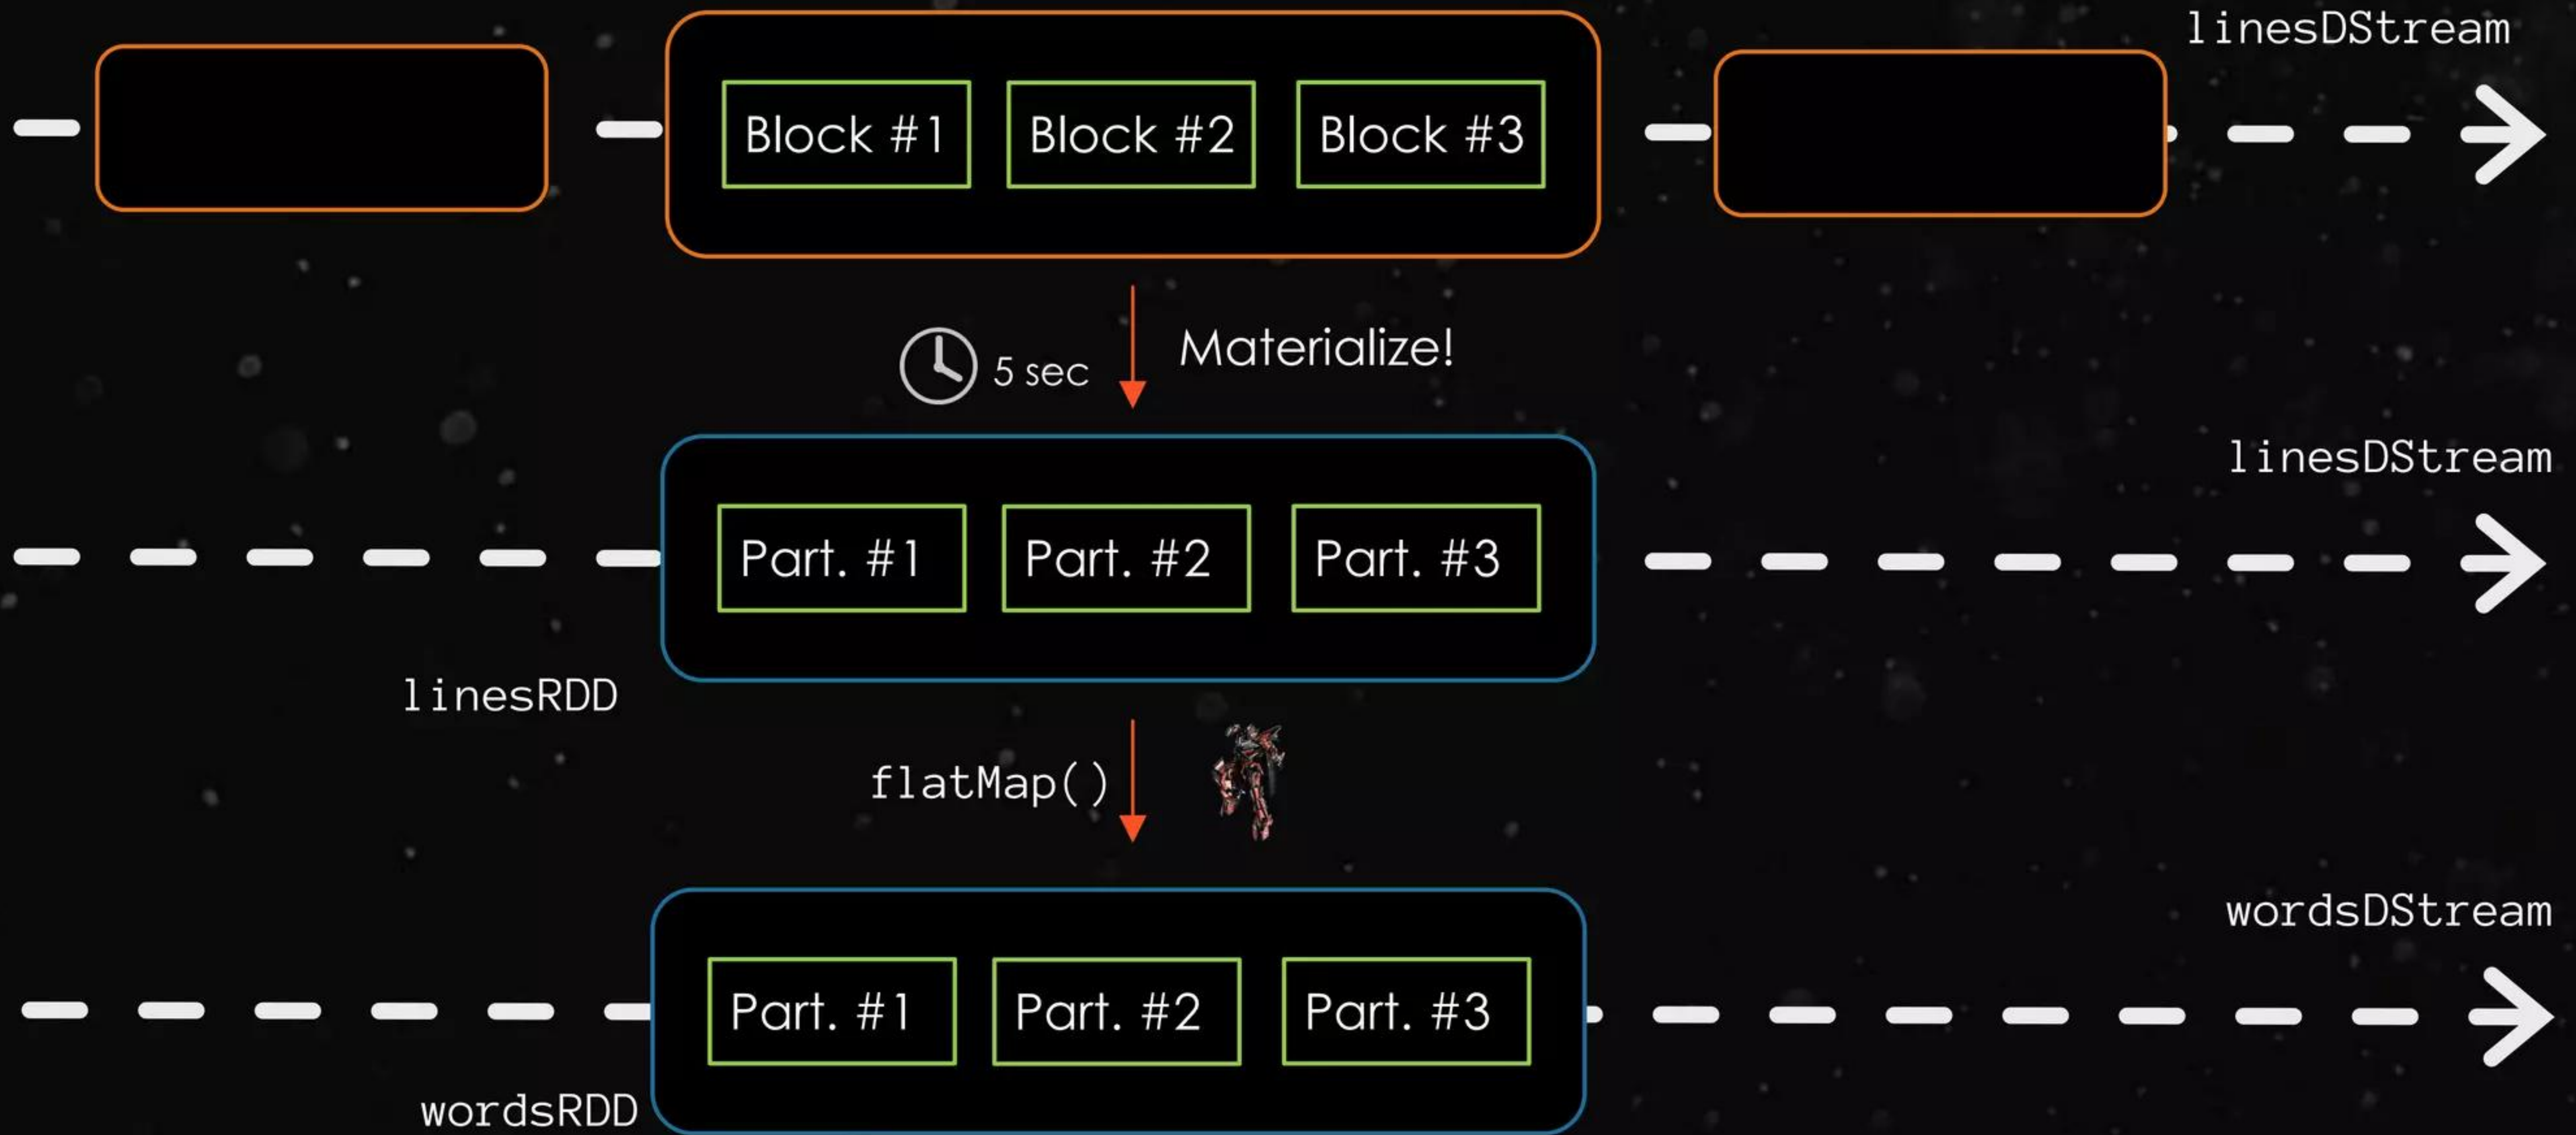 linesDStream
Block #1
Block #2
Block #3
5 sec
Materialize!
linesDStream
Part. #1
Part. #2
Part. #3
linesRDD
flatMap()
wordsDStream
Part. #1
Part. #2
Part. #3
wordsRDD